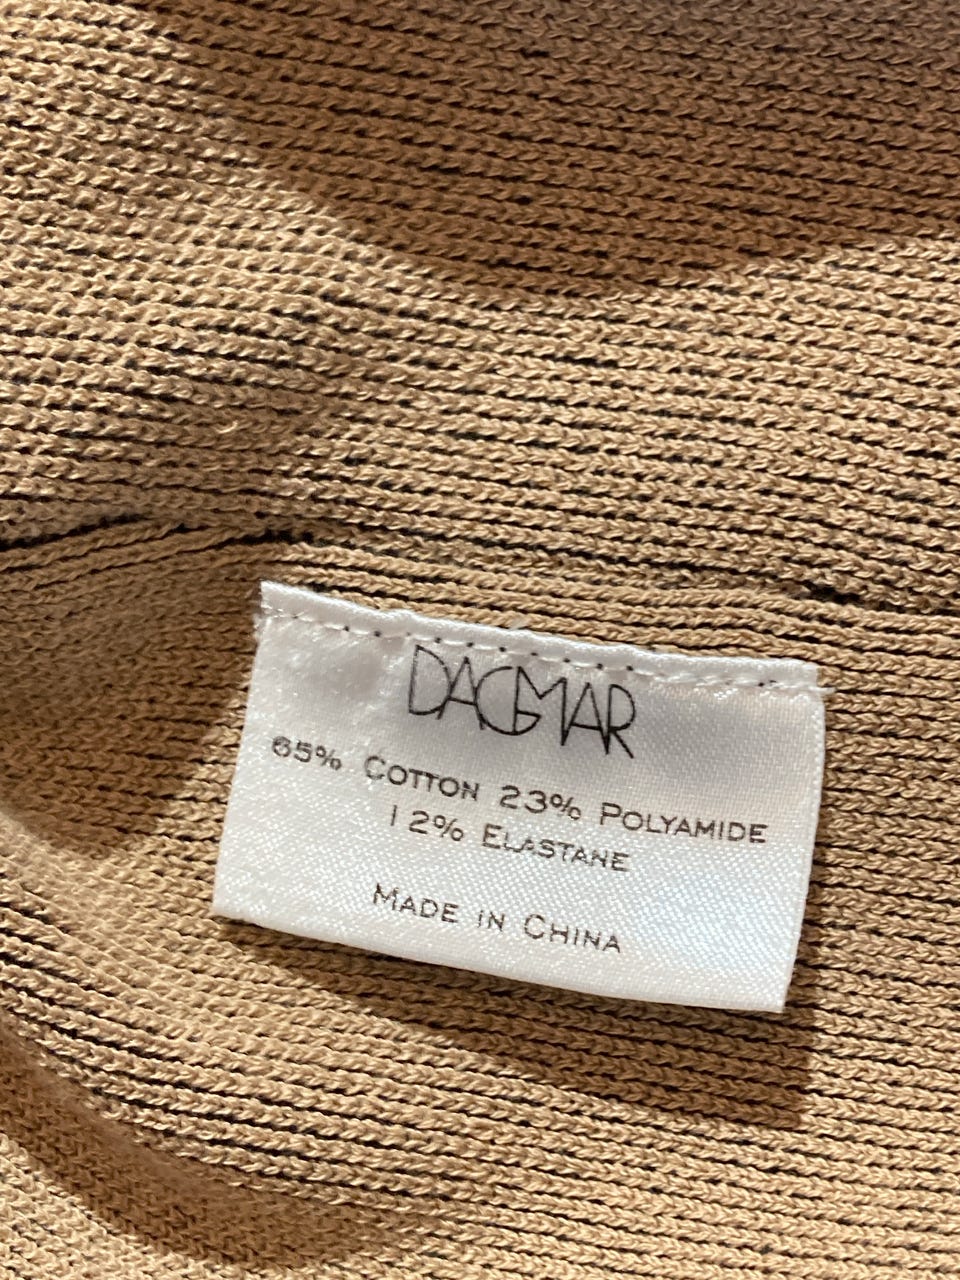 DAGMAR
65% COTTON 23% POLYAMIDE
12% ELASTANE
MADE IN CHINA